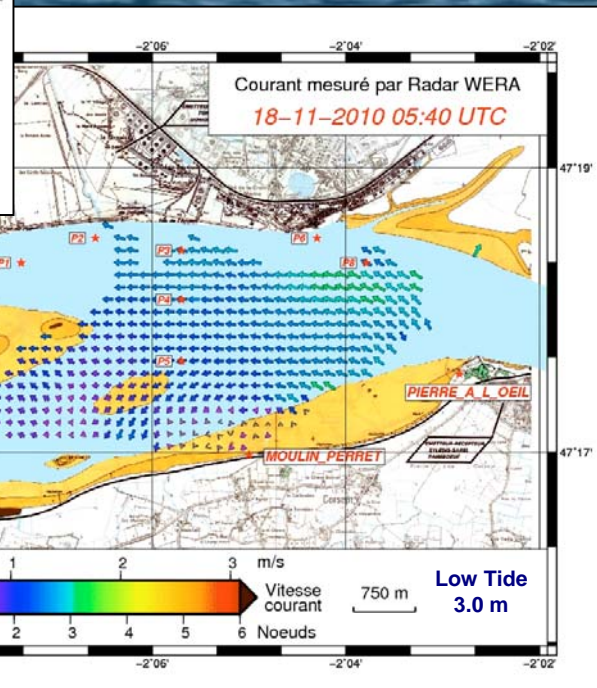 -2°06' -2°04' -2°02'
Courant mesuré par Radar WERA
18-11-2010 05:40 UTC
47°19'
P2
P3
P6
P1
P8
P4
P5
PIERRE_A_L_OEIL
MOULIN_PERRET
47°17'
Corsept
1 2 3 m/s
Vitesse
courant
2 3 4 5 6 Noeuds
750 m
Low Tide
3.0 m
-2°06' -2°04' -2°02'